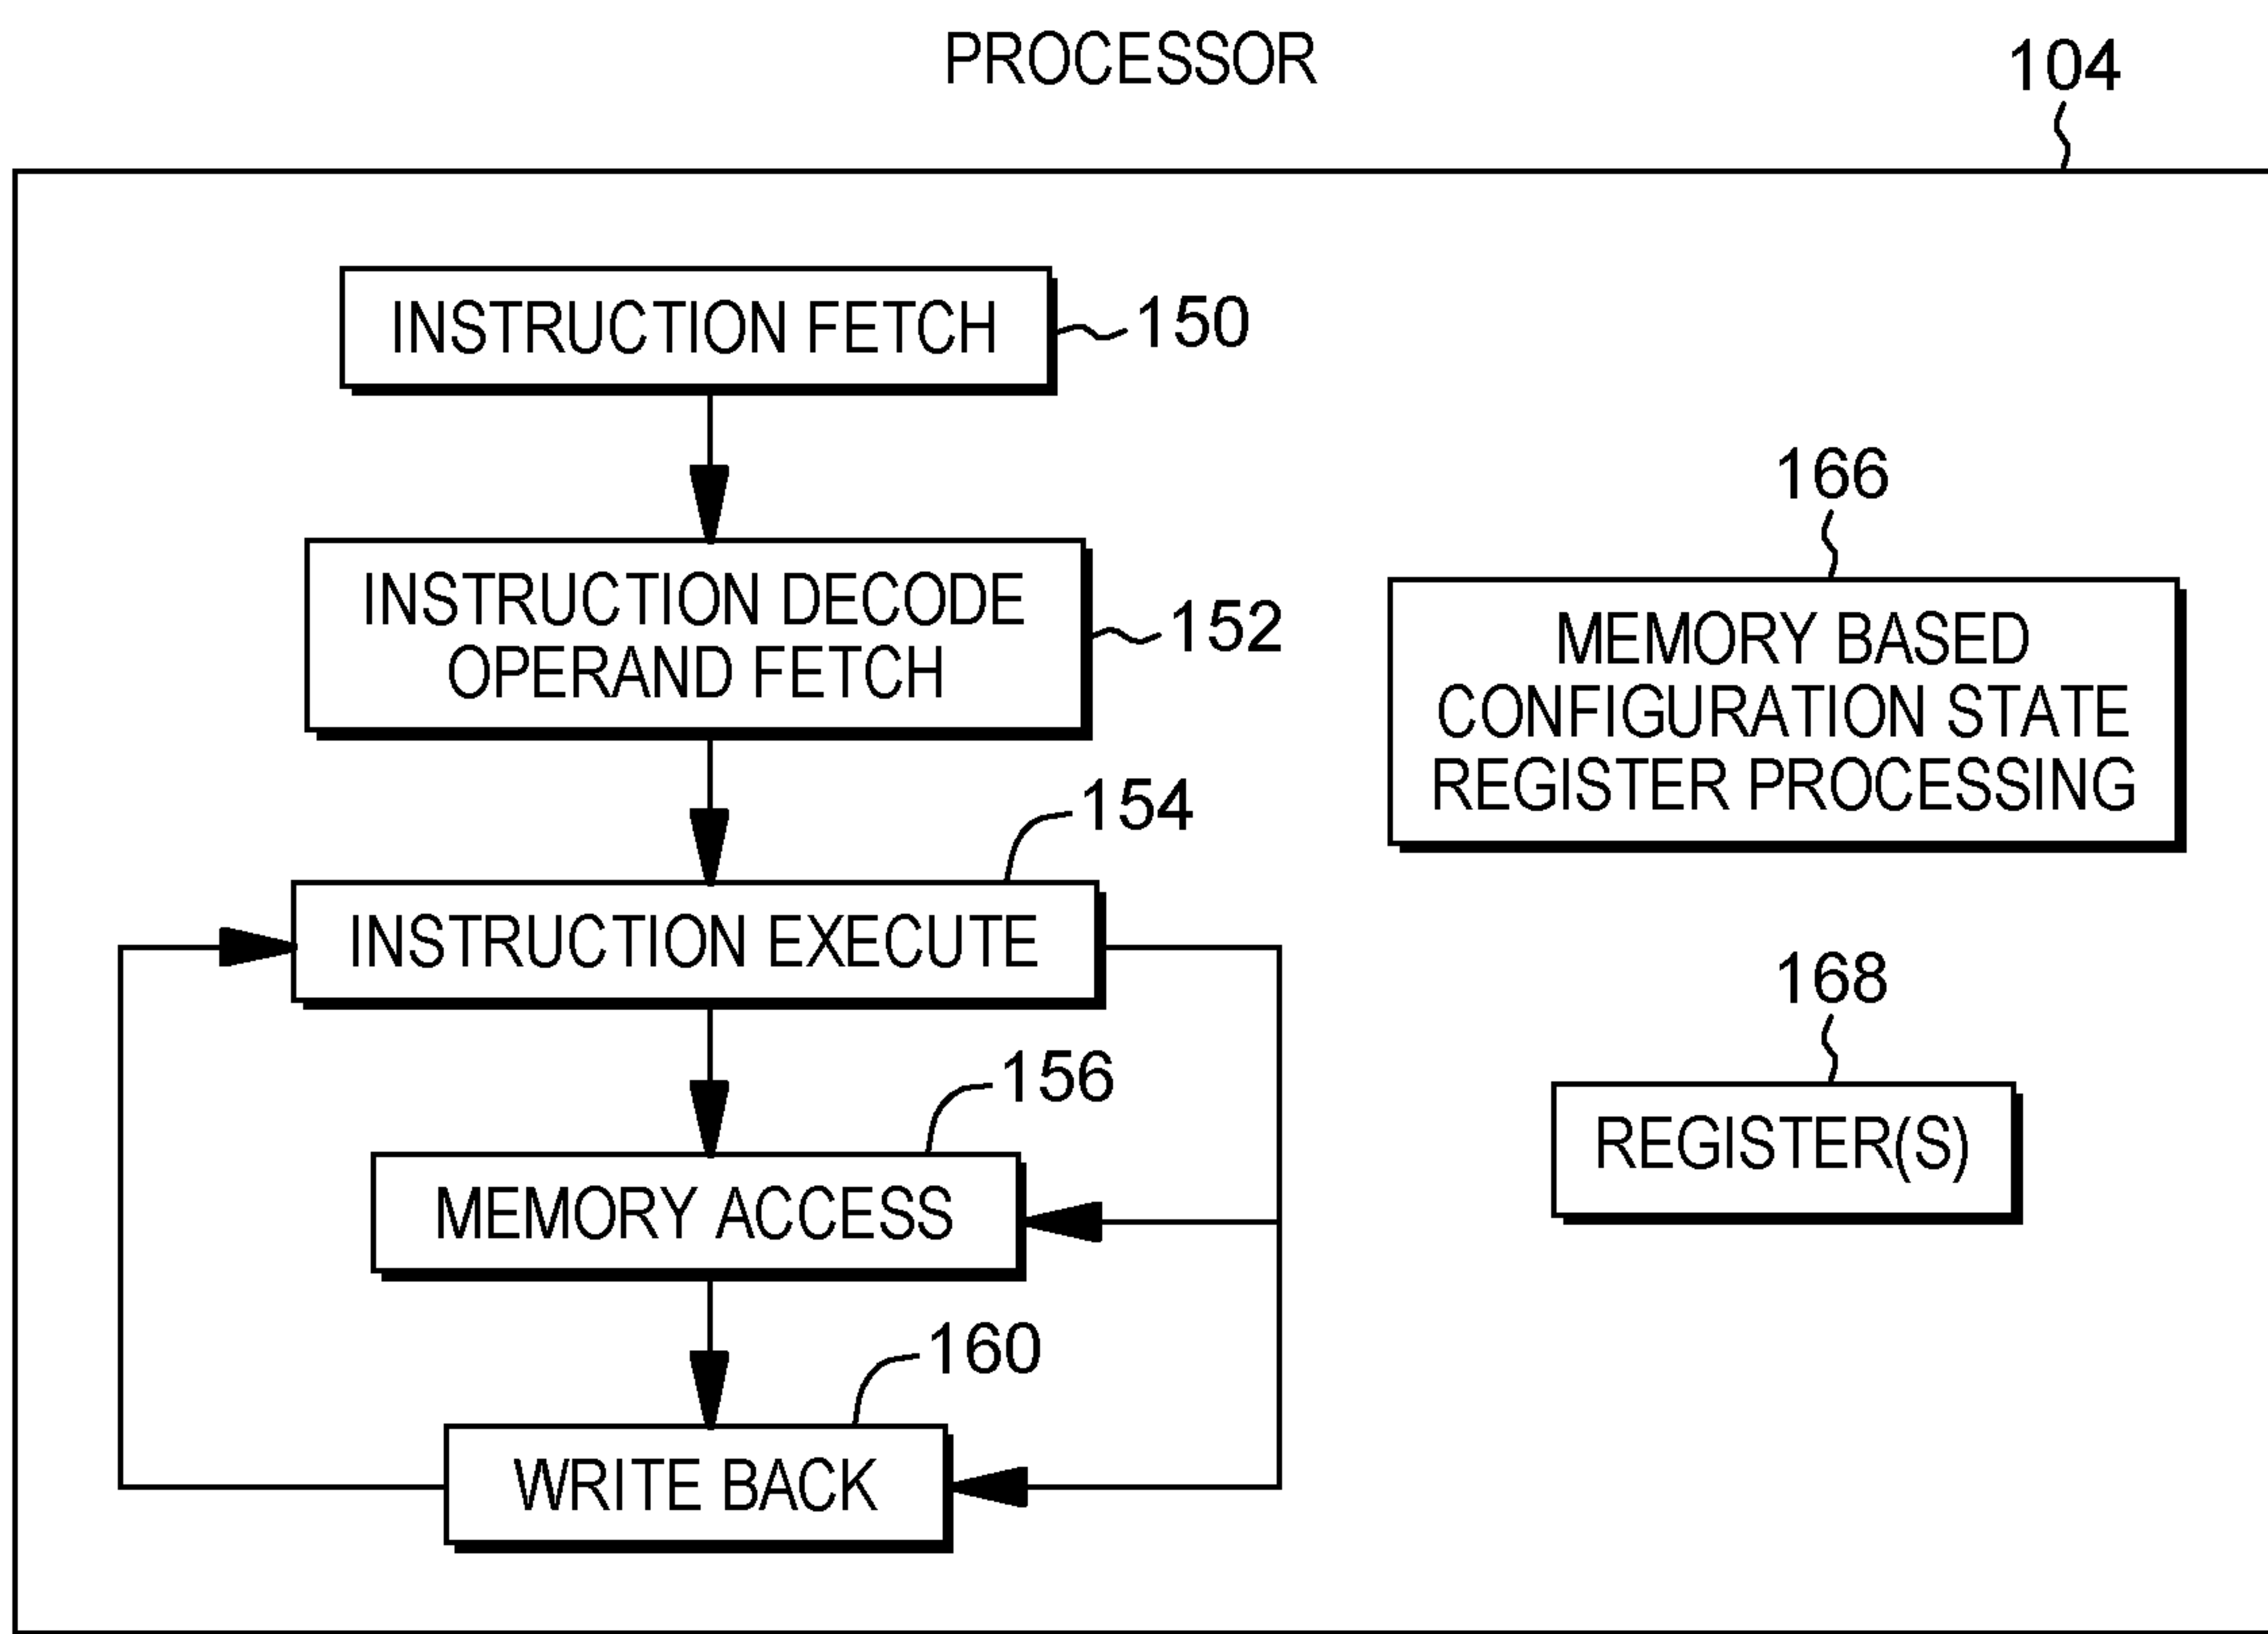 PROCESSOR
104
INSTRUCTION FETCH
150
INSTRUCTION DECODE
OPERAND FETCH
152
154
INSTRUCTION EXECUTE
156
MEMORY ACCESS
160
WRITE BACK
166
MEMORY BASED
CONFIGURATION STATE
REGISTER PROCESSING
168
REGISTER(S)